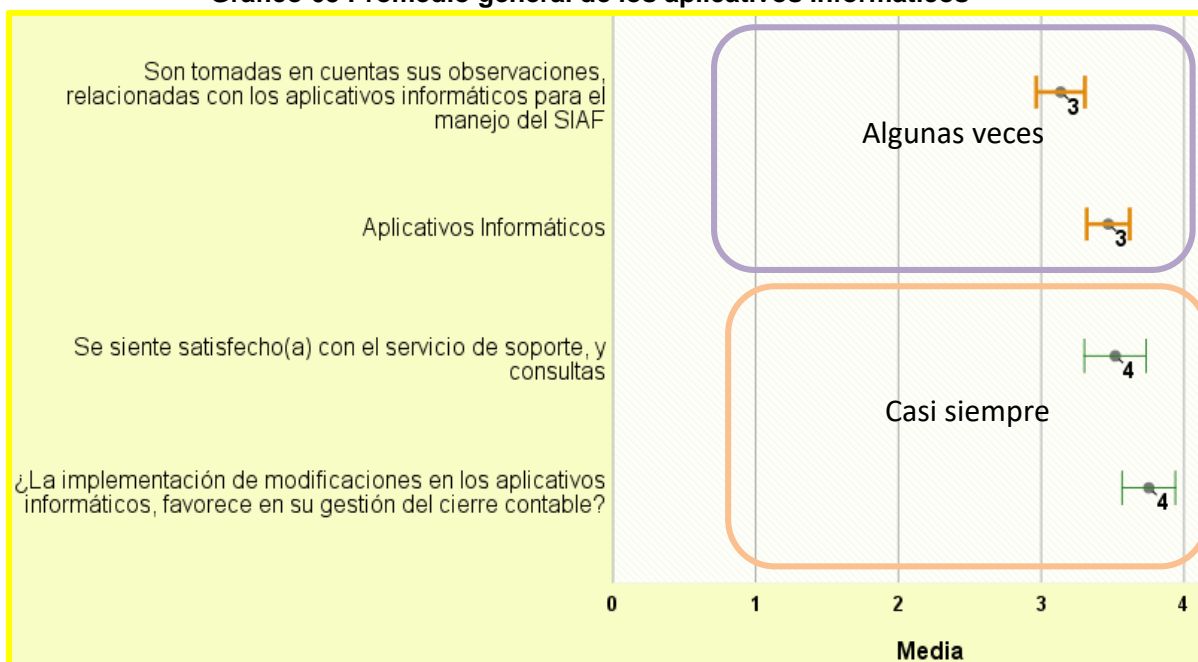 Son tomadas en cuentas sus observaciones,
relacionadas con los aplicativos informáticos para el
manejo del SIAF
3
Algunas veces
Aplicativos Informáticos
3
Se siente satisfecho(a) con el servicio de soporte, y
consultas
4
Casi siempre
¿La implementación de modificaciones en los aplicativos
informáticos, favorece en su gestión del cierre contable?
4
0 1 2 3 4
Media